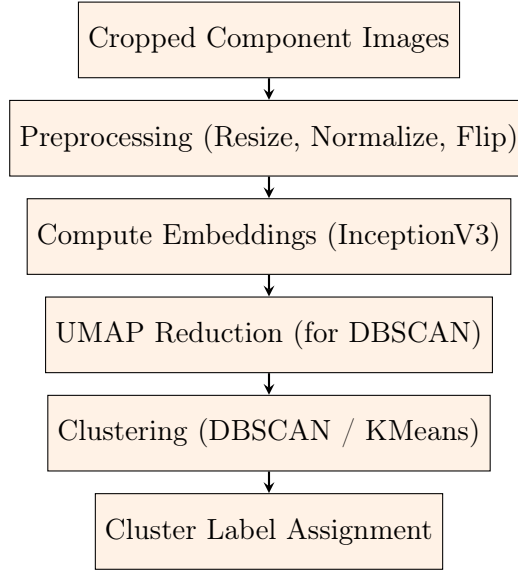 Cropped Component Images
Preprocessing (Resize, Normalize, Flip)
Compute Embeddings (InceptionV3)
UMAP Reduction (for DBSCAN)
Clustering (DBSCAN / KMeans)
Cluster Label Assignment